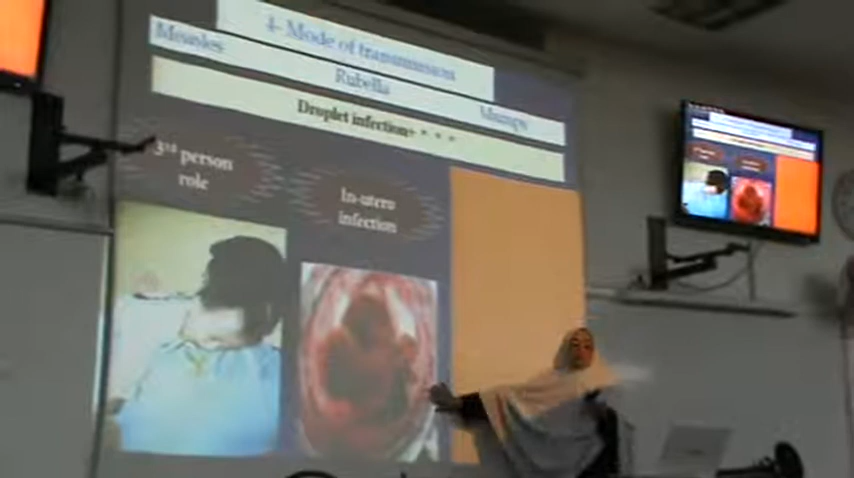 4- Mode of transmission
Measles
Rubella
Mumps
Droplet infection+ * * *
3rd person
role
In-utero
infection